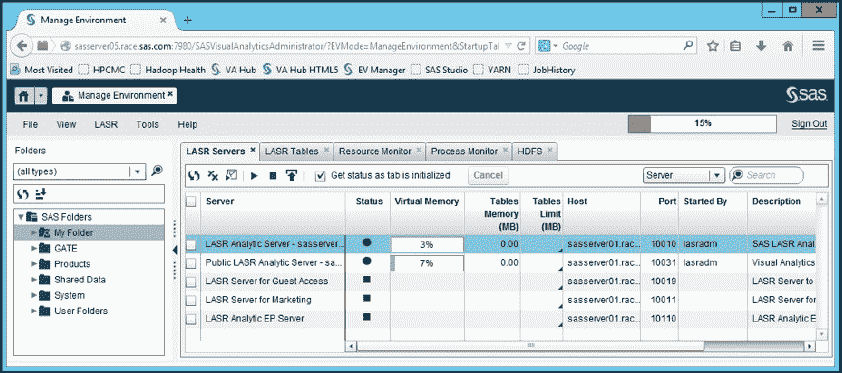 Manage Environment
sasserver05.race.sas.com:7980/SASVisualAnalyticsAdministrator/?EVMode=ManageEnvironment&StartupTal
Google
Most Visited HPCMC Hadoop Health VA Hub VA Hub HTML5 EV Manager SAS Studio YARN JobHistory
Manage Environment
sas
File View LASR Tools Help
15%
Sign Out
Folders
(all types)
SAS Folders
My Folder
GATE
Products
Shared Data
System
User Folders
LASR Servers LASR Tables Resource Monitor Process Monitor HDFS
Get status as tab is initialized Cancel Server Search
Server Status Virtual Memory Tables Memory (MB) Tables Limit (MB) Host Port Started By Description
LASR Analytic Server - sasserver... 3% 0.00 sasserver01.rac... 10010 lasradm SAS LASR Anal
Public LASR Analytic Server - sa... 7% 0.00 sasserver01.rac... 10031 lasradm Visual Analytics
LASR Server for Guest Access sasserver01.rac... 10019 LASR Server to
LASR Server for Marketing sasserver01.rac... 10011 LASR Server for
LASR Analytic EP Server sasserver01.rac... 10110 LASR Analytic E